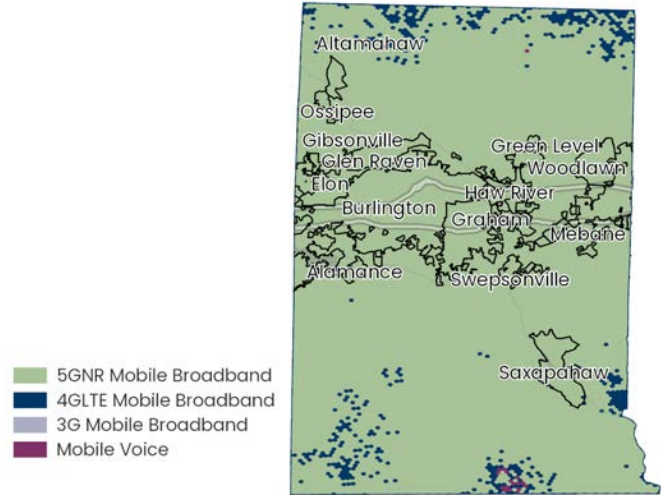 Altamahaw
Ossipee
Gibsonville
Green Level
Glen Raven
Woodlawn
Elon
Haw River
Burlington
Graham
Mebane
Alamance
Swepsonville
Saxapahaw
5GNR Mobile Broadband
4GLTE Mobile Broadband
3G Mobile Broadband
Mobile Voice